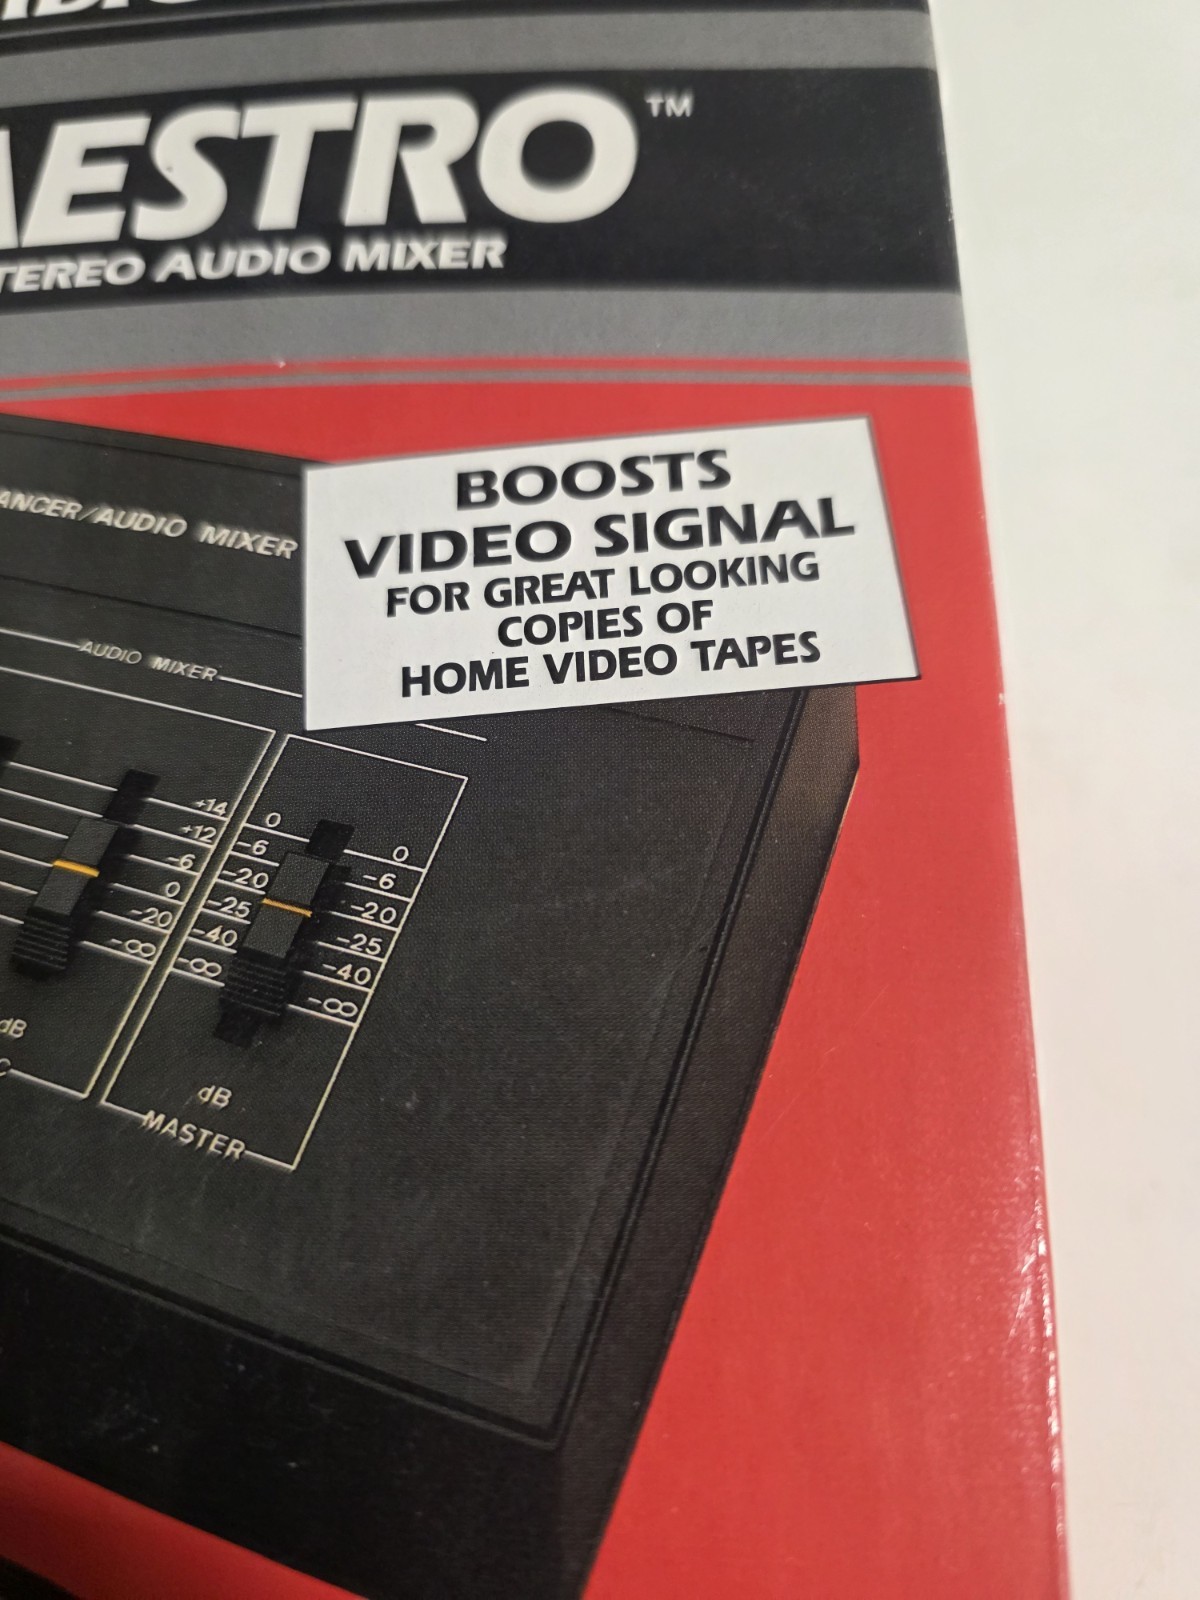 AESTRO™
TEREO AUDIO MIXER
BOOSTS
VIDEO SIGNAL
FOR GREAT LOOKING
COPIES OF
HOME VIDEO TAPES
ANCER/AUDIO MIXER
AUDIO MIXER
+14
+12
-6
0
-20
-∞
dB
C
0
-6
-20
-25
-40
-∞
0
-6
-20
-25
-40
-∞
dB
MASTER